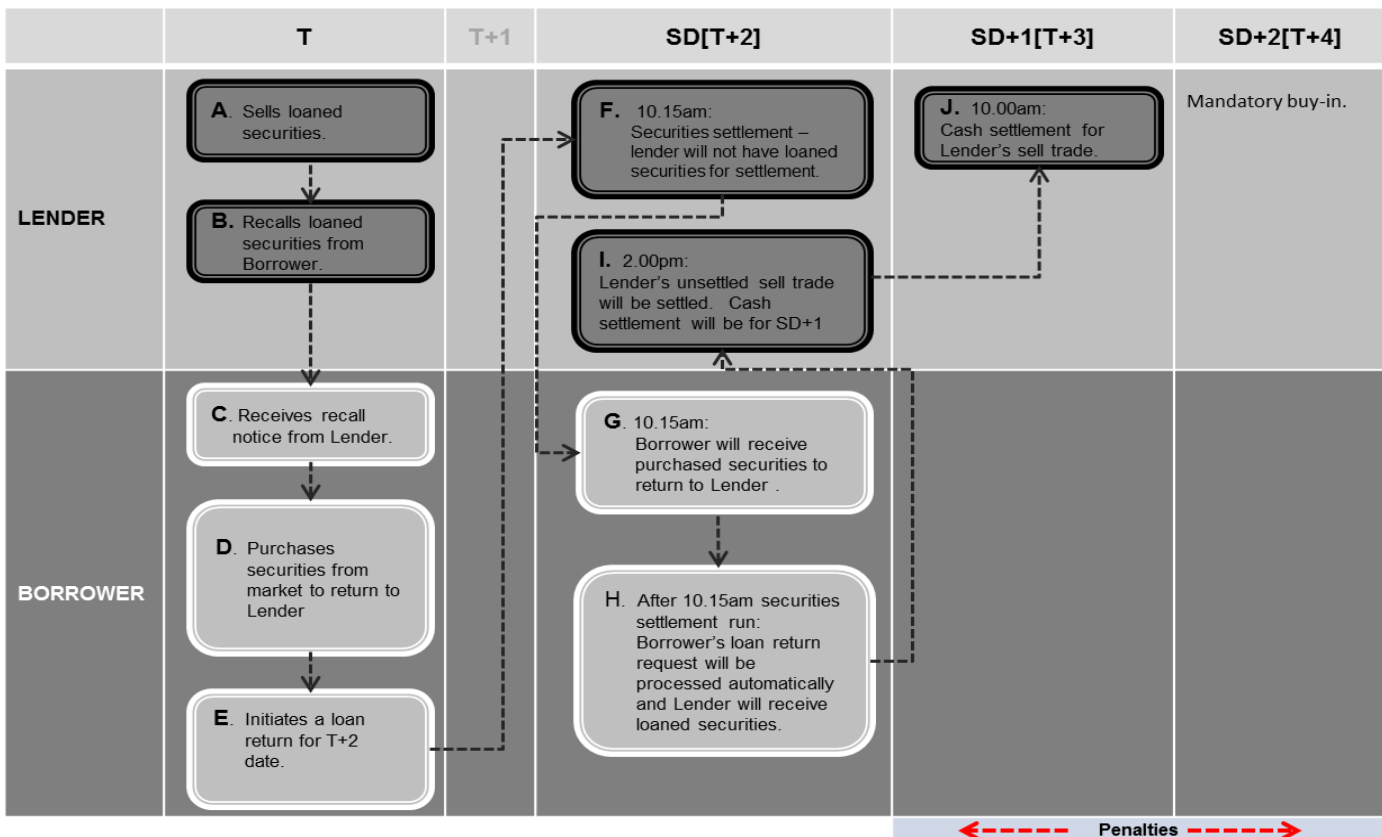 T
T+1
SD[T+2]
SD+1[T+3]
SD+2[T+4]
LENDER
A. Sells loaned
securities.
B. Recalls loaned
securities from
Borrower.
F. 10.15am:
Securities settlement –
lender will not have loaned
securities for settlement.
I. 2.00pm:
Lender's unsettled sell trade
will be settled. Cash
settlement will be for SD+1
J. 10.00am:
Cash settlement for
Lender's sell trade.
Mandatory buy-in.
BORROWER
C. Receives recall
notice from Lender.
D. Purchases
securities from
market to return to
Lender
E. Initiates a loan
return for T+2
date.
G. 10.15am:
Borrower will receive
purchased securities to
return to Lender .
H. After 10.15am securities
settlement run:
Borrower's loan return
request will be
processed automatically
and Lender will receive
loaned securities.
Penalties